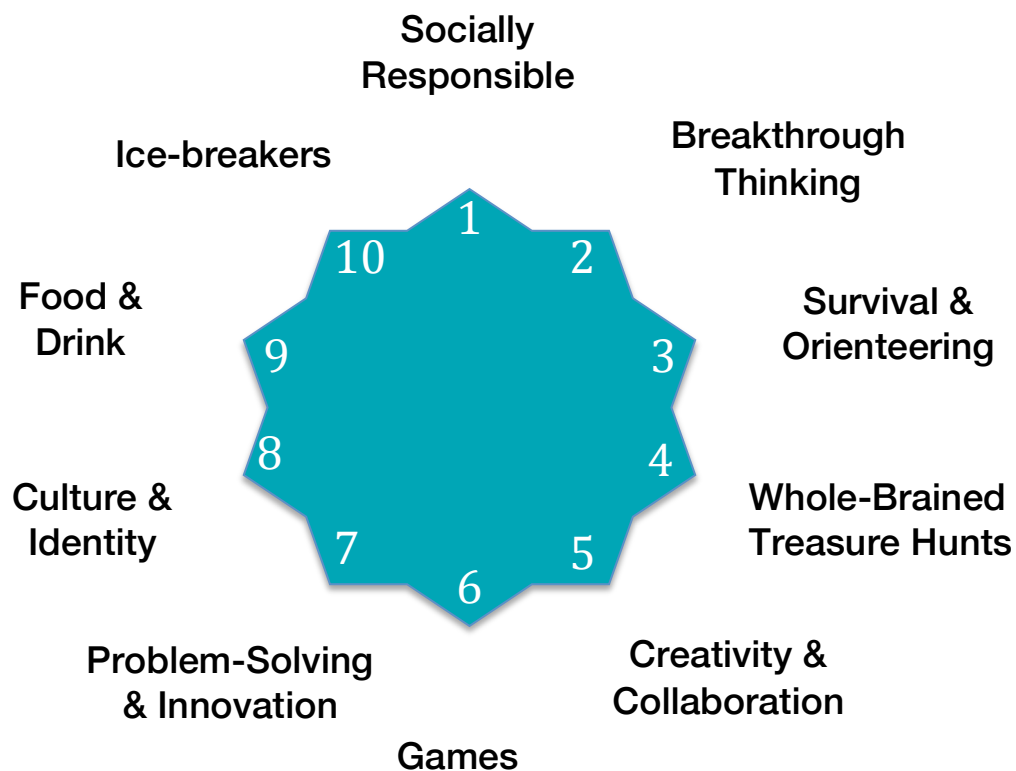 Socially
Responsible
Breakthrough
Thinking
Survival &
Orienteering
Whole-Brained
Treasure Hunts
Creativity &
Collaboration
Games
Problem-Solving
& Innovation
Culture &
Identity
Food &
Drink
Ice-breakers
1
2
3
4
5
6
7
8
9
10